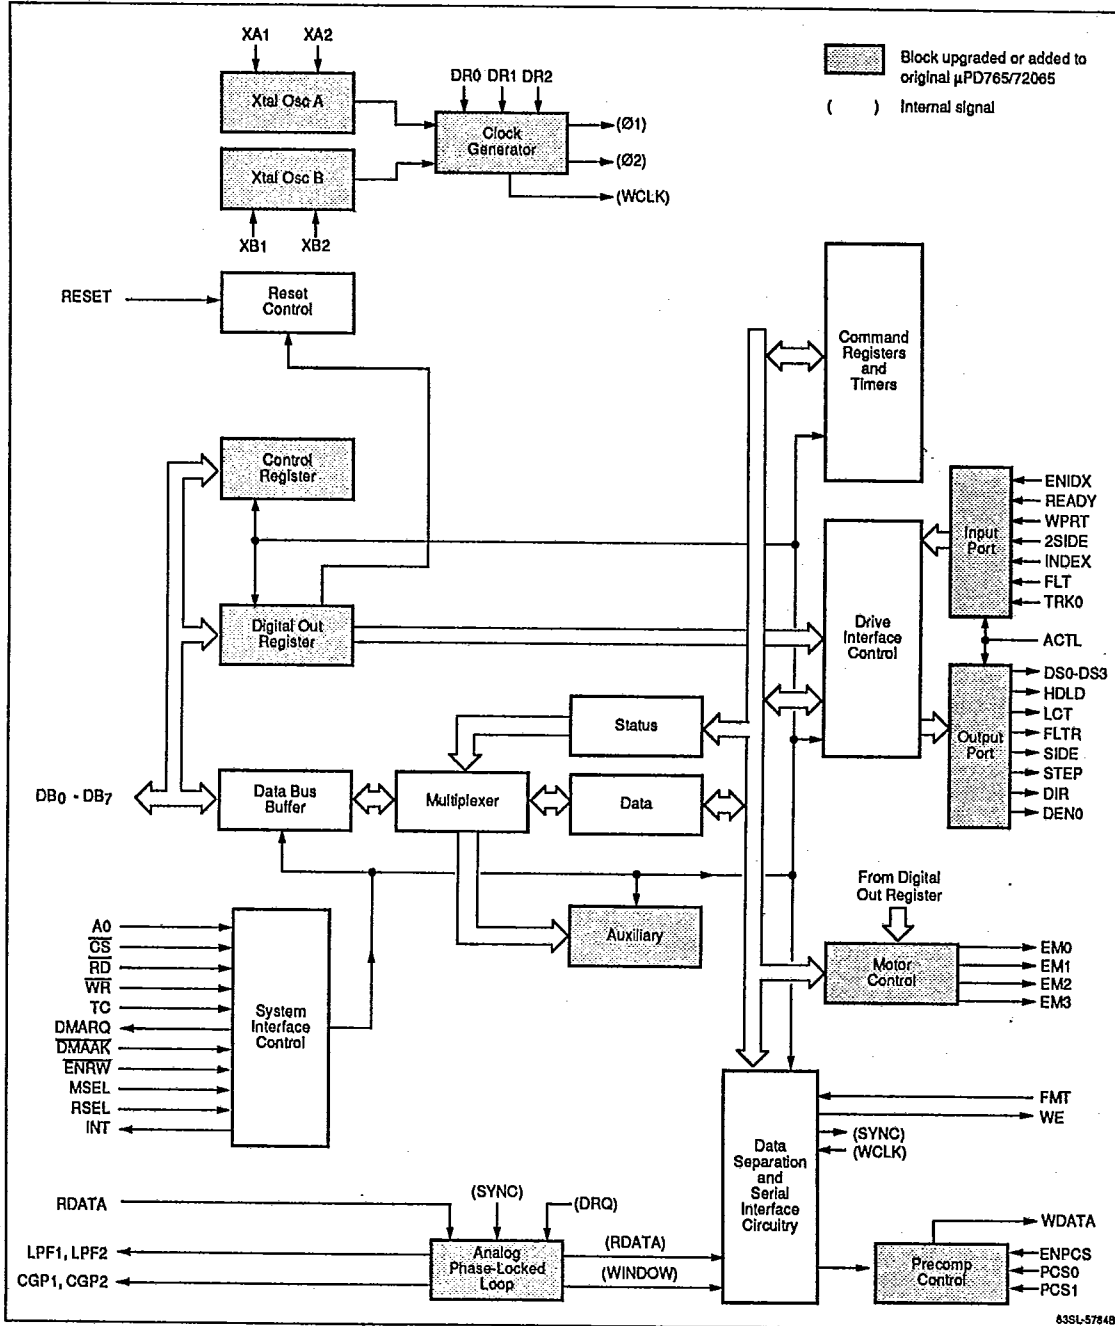 XA1 XA2
Xtal Osc A
Xtal Osc B
XB1 XB2
DR0 DR1 DR2
Clock
Generator
(Ø1)
(Ø2)
(WCLK)
Block upgraded or added to
original µPD765/72065
( ) Internal signal
RESET
Reset
Control
Command
Registers
and
Timers
Control
Register
Digital Out
Register
Input
Port
ENIDX
READY
WPRT
2SIDE
INDEX
FLT
TRK0
Drive
Interface
Control
ACTL
Output
Port
DS0-DS3
HDLD
LCT
FLTR
SIDE
STEP
DIR
DEN0
Status
DB0 - DB7
Data Bus
Buffer
Multiplexer
Data
Auxiliary
From Digital
Out Register
Motor
Control
EM0
EM1
EM2
EM3
A0
CS
RD
WR
TC
DMARQ
DMAAK
ENRW
MSEL
RSEL
INT
System
Interface
Control
Data
Separation
and
Serial
Interface
Circuitry
FMT
WE
(SYNC)
(WCLK)
RDATA
(SYNC)
(DRQ)
LPF1, LPF2
CGP1, CGP2
Analog
Phase-Locked
Loop
(RDATA)
(WINDOW)
Precomp
Control
WDATA
ENPCS
PCS0
PCS1
83SL-5784B